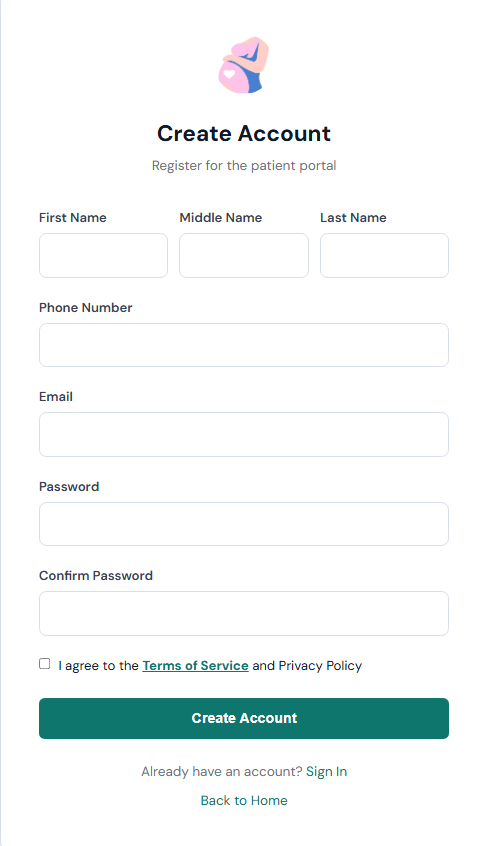 Create Account
Register for the patient portal
First Name Middle Name Last Name
Phone Number
Email
Password
Confirm Password
I agree to the Terms of Service and Privacy Policy
Create Account
Already have an account? Sign In
Back to Home